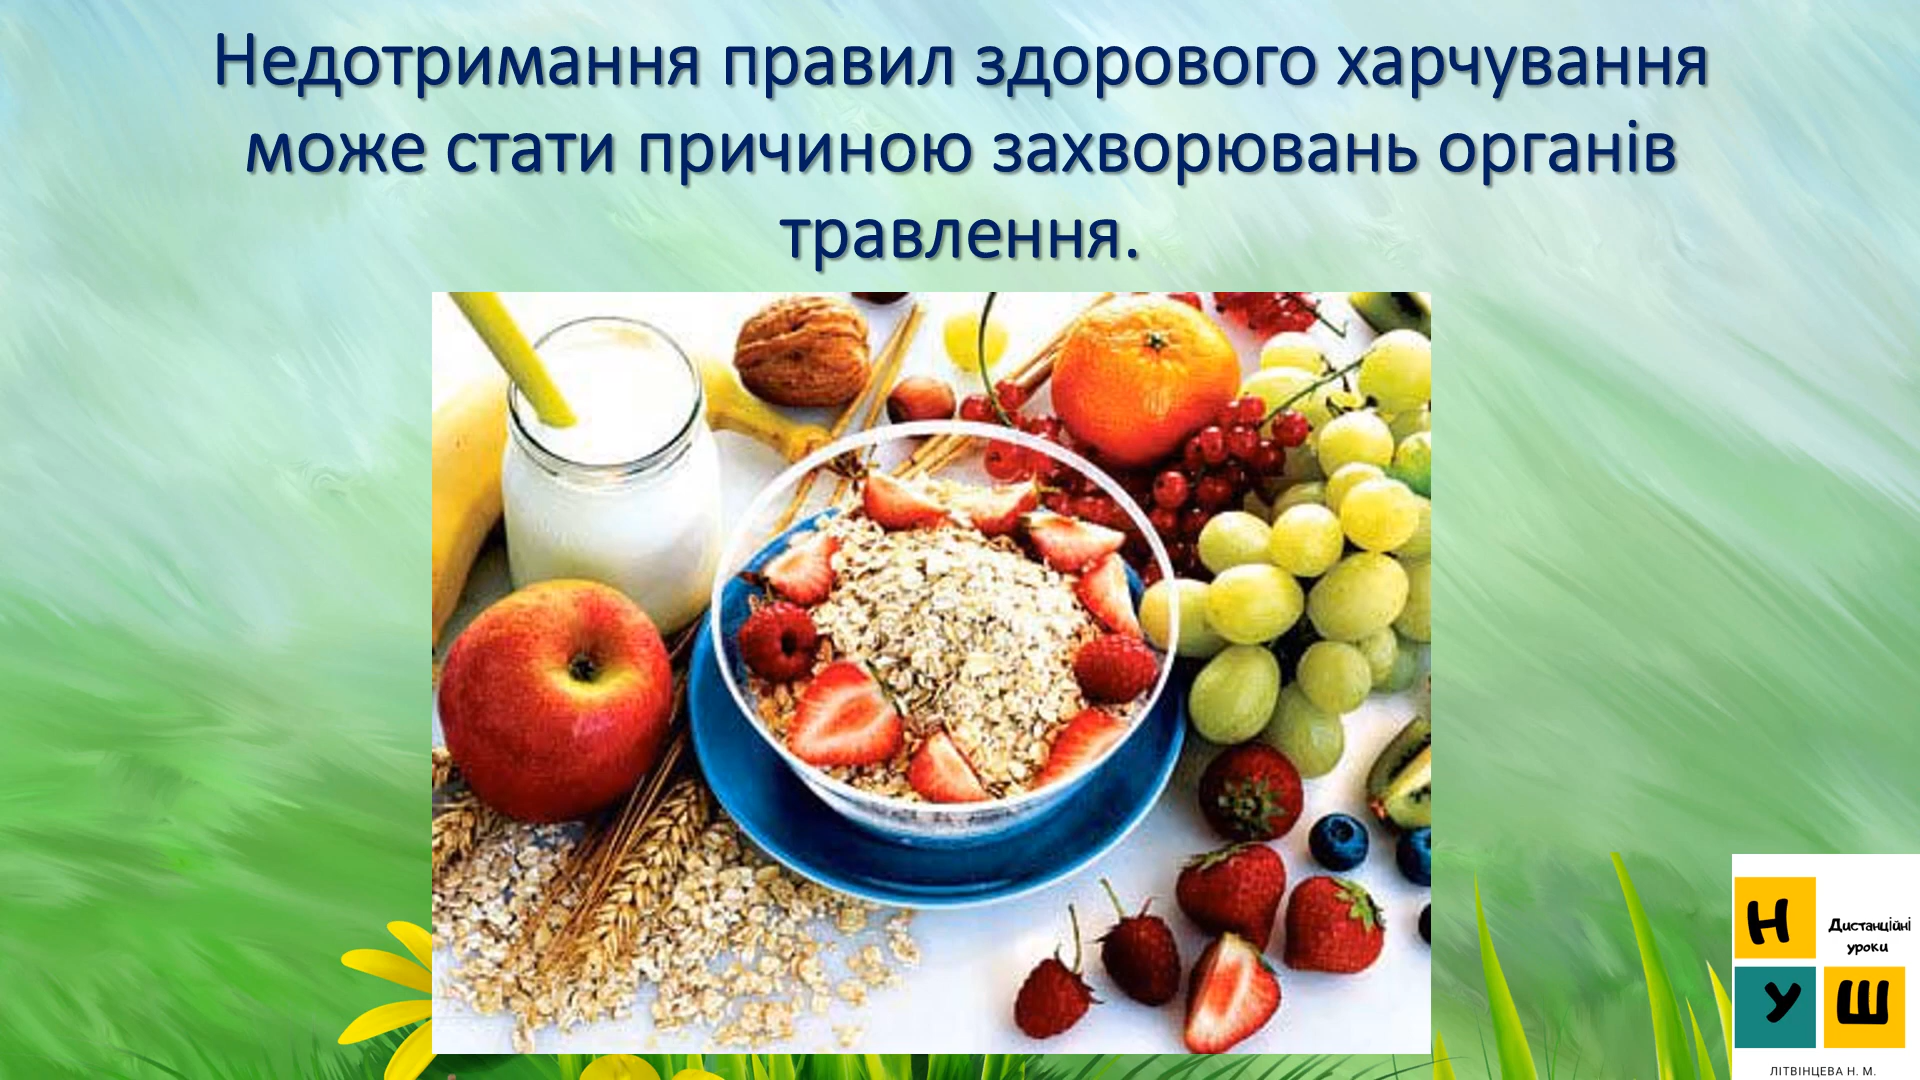 Недотримання правил здорового харчування
може стати причиною захворювань органів
травлення.
Н
Дистанційні
уроки
У Ш
ЛІТВІНЦЕВА Н. М.